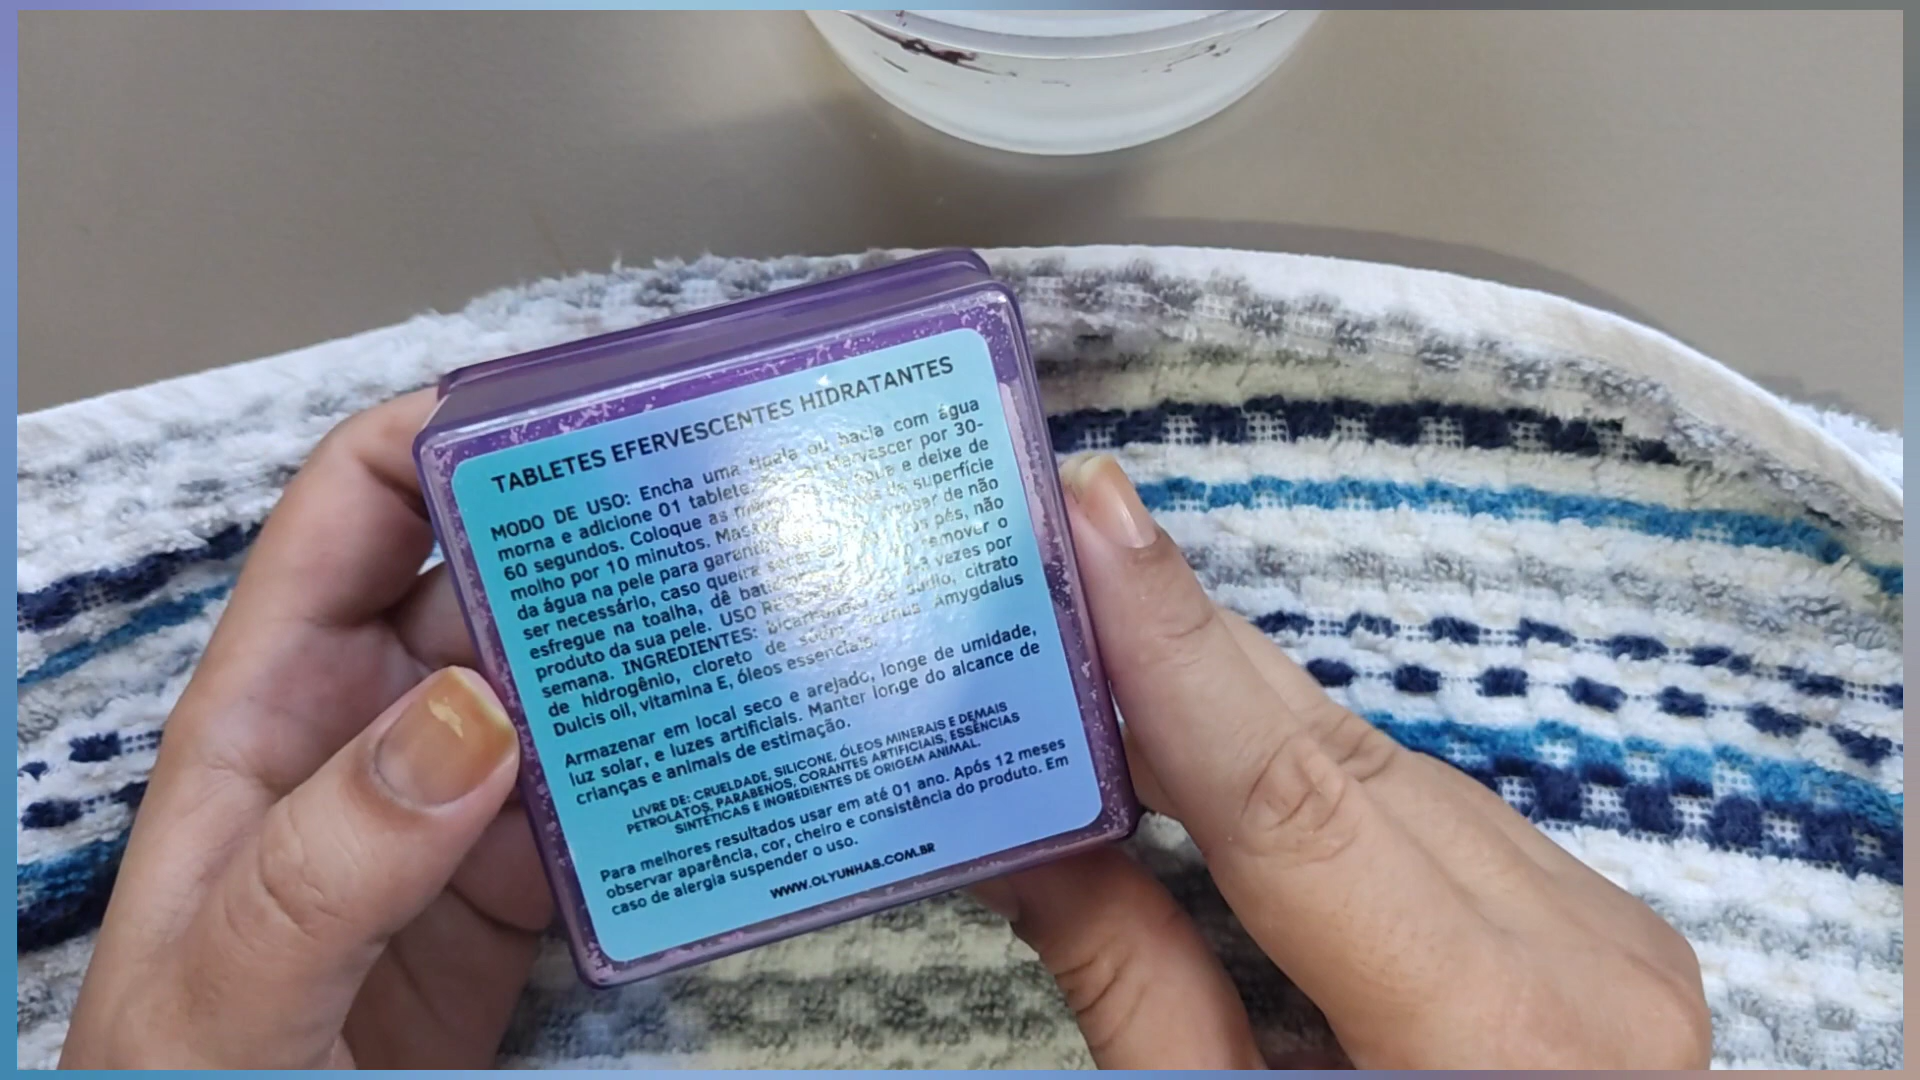 TABLETES EFERVESCENTES HIDRATANTES
MODO DE USO: Encha uma tigela ou bacia com água
morna e adicione 01 tablete, efervescer por 30-
60 segundos. Coloque as água e deixe de
molho por 10 minutos. superfície
da água na pele para garantir de não
ser necessário, caso queira secar pés, não
esfregue na toalha, dê remover o
produto da sua pele. USO vezes por
semana. INGREDIENTES: bicarbonato de sódio, citrato
de hidrogênio, cloreto de Amygdalus
Dulcis oil, vitamina E, óleos essenciais.
Armazenar em local seco e arejado, longe de umidade,
luz solar, e luzes artificiais. Manter longe do alcance de
crianças e animais de estimação.
LIVRE DE: CRUELDADE, SILICONE, ÓLEOS MINERAIS E DEMAIS
PETROLATOS, PARABENOS, CORANTES ARTIFICIAIS, ESSÊNCIAS
SINTÉTICAS E INGREDIENTES DE ORIGEM ANIMAL.
Para melhores resultados usar em até 01 ano. Após 12 meses
observar aparência, cor, cheiro e consistência do produto. Em
caso de alergia suspender o uso.
WWW.OLYUNHAS.COM.BR